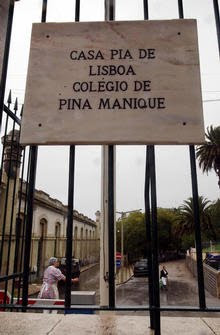 CASA PIA DE
LISBOA
COLÉGIO DE
PINA MANIQUE